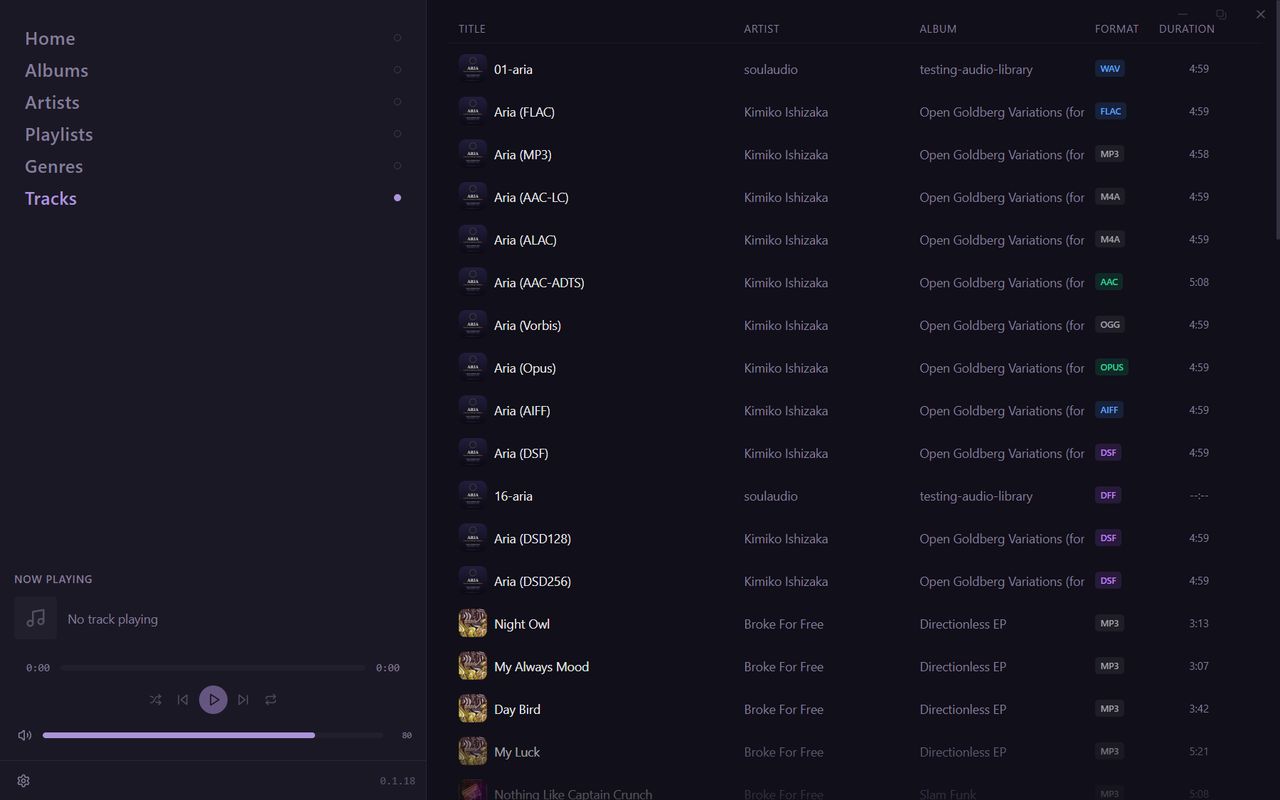 Home
Albums
Artists
Playlists
Genres
Tracks
NOW PLAYING
No track playing
0:00 0:00
80
0.1.18
TITLE ARTIST ALBUM FORMAT DURATION
01-aria soulaudio testing-audio-library WAV 4:59
Aria (FLAC) Kimiko Ishizaka Open Goldberg Variations (for FLAC 4:59
Aria (MP3) Kimiko Ishizaka Open Goldberg Variations (for MP3 4:58
Aria (AAC-LC) Kimiko Ishizaka Open Goldberg Variations (for M4A 4:59
Aria (ALAC) Kimiko Ishizaka Open Goldberg Variations (for M4A 4:59
Aria (AAC-ADTS) Kimiko Ishizaka Open Goldberg Variations (for AAC 5:08
Aria (Vorbis) Kimiko Ishizaka Open Goldberg Variations (for OGG 4:59
Aria (Opus) Kimiko Ishizaka Open Goldberg Variations (for OPUS 4:59
Aria (AIFF) Kimiko Ishizaka Open Goldberg Variations (for AIFF 4:59
Aria (DSF) Kimiko Ishizaka Open Goldberg Variations (for DSF 4:59
16-aria soulaudio testing-audio-library DFF --:--
Aria (DSD128) Kimiko Ishizaka Open Goldberg Variations (for DSF 4:59
Aria (DSD256) Kimiko Ishizaka Open Goldberg Variations (for DSF 4:59
Night Owl Broke For Free Directionless EP MP3 3:13
My Always Mood Broke For Free Directionless EP MP3 3:07
Day Bird Broke For Free Directionless EP MP3 3:42
My Luck Broke For Free Directionless EP MP3 5:21
Nothing Like Captain Crunch Broke For Free Slam Funk MP3 5:08